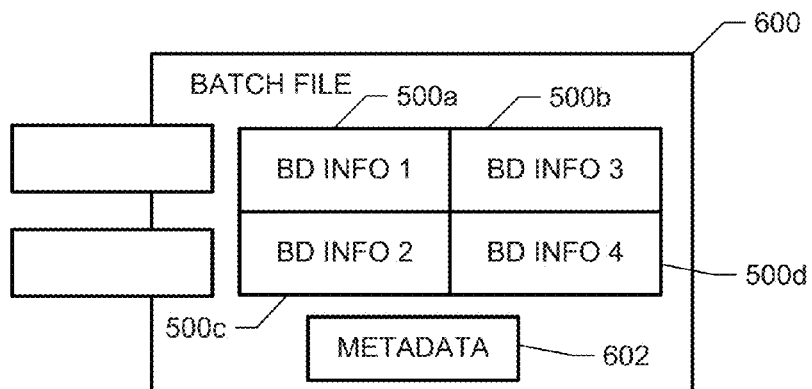 600
BATCH FILE
500a
500b
BD INFO 1
BD INFO 3
BD INFO 2
BD INFO 4
500d
500c
METADATA
602